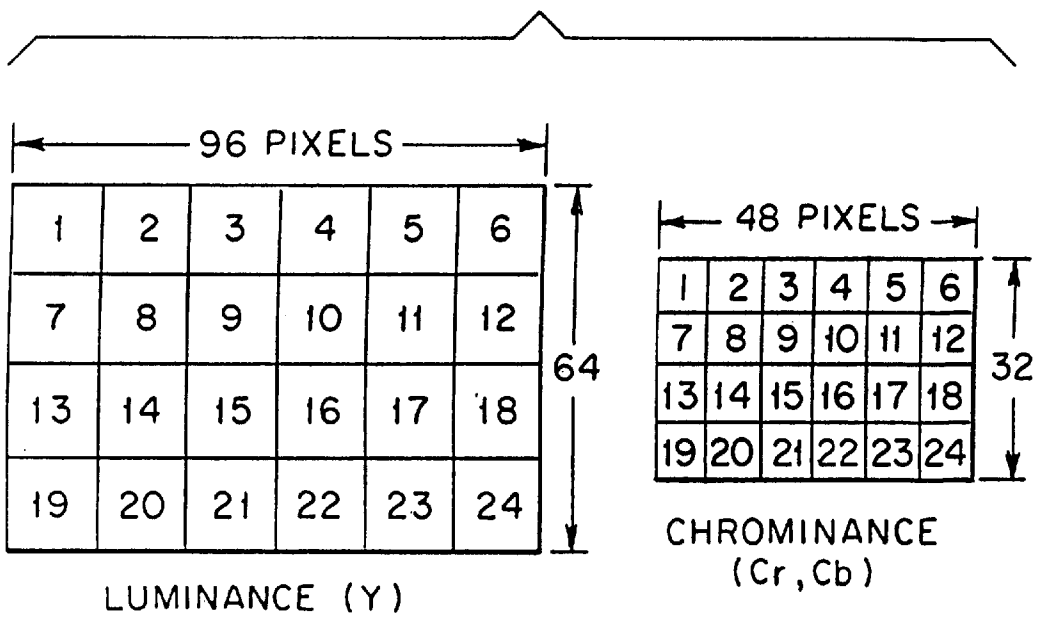 96 PIXELS
1 2 3 4 5 6
7 8 9 10 11 12
13 14 15 16 17 18
19 20 21 22 23 24
64
LUMINANCE (Y)
48 PIXELS
1 2 3 4 5 6
7 8 9 10 11 12
13 14 15 16 17 18
19 20 21 22 23 24
32
CHROMINANCE
(Cr,Cb)